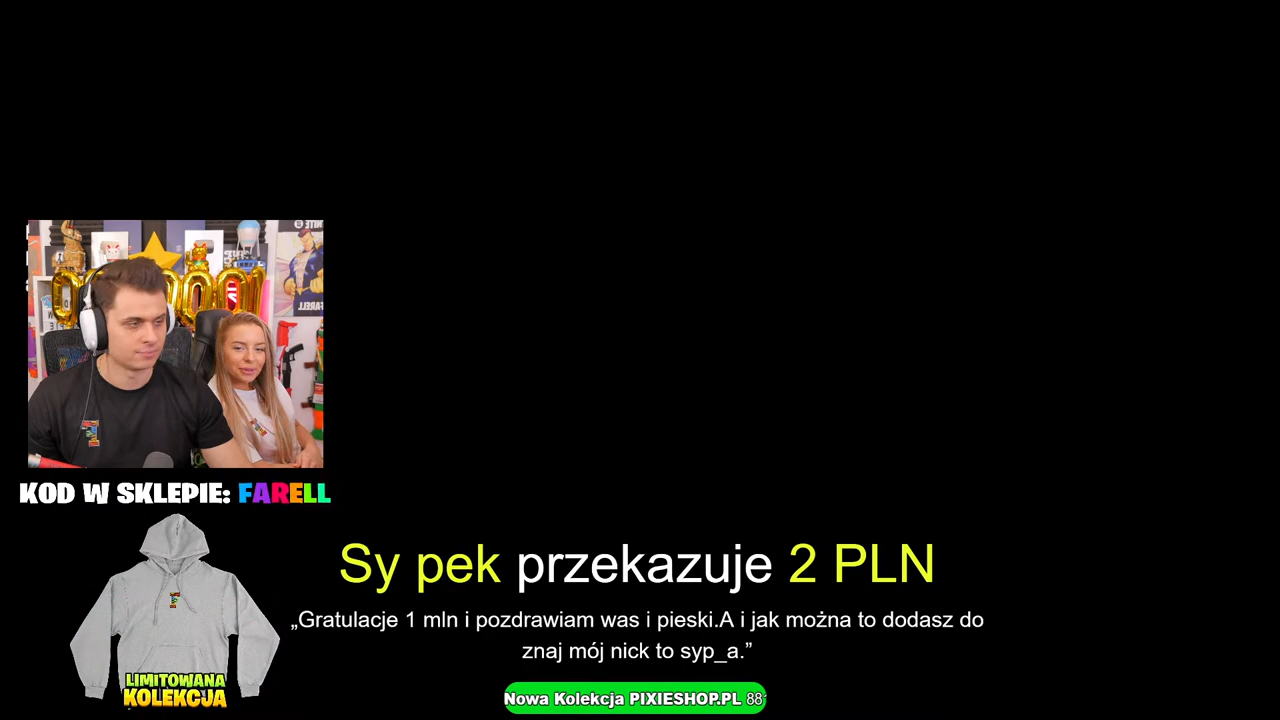 KOD W SKLEPIE: FARELL
Sy pek przekazuje 2 PLN
„Gratulacje 1 mln i pozdrawiam was i pieski.A i jak można to dodasz do
znaj mój nick to syp_a.”
LIMITOWANA
KOLEKCJA
Nowa Kolekcja PIXIESHOP.PL 88